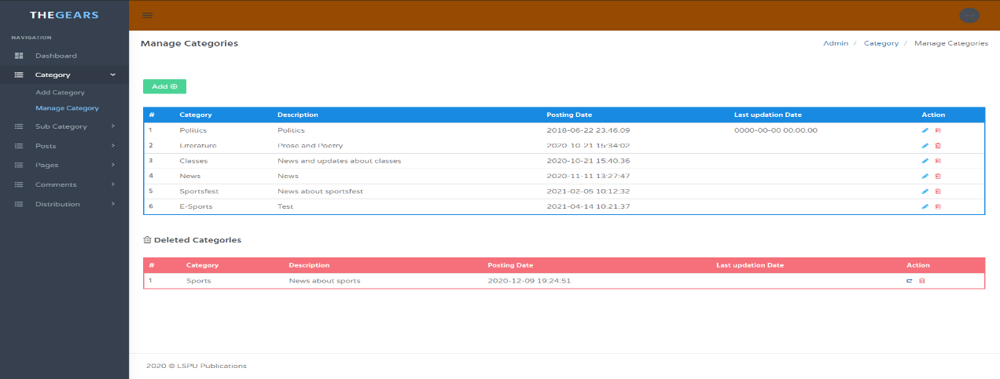 THEGEARS
NAVIGATION
Dashboard
Category
Add Category
Manage Category
Sub Category
Posts
Pages
Comments
Distribution
Manage Categories
Admin / Category / Manage Categories
Add
# Category Description Posting Date Last updation Date Action
1 Politics Politics 2018-06-22 23:46:09 0000-00-00 00:00:00
2 Literature Prose and Poetry 2020-10-21 15:34:02
3 Classes News and updates about classes 2020-10-21 15:40:36
4 News News 2020-11-11 13:27:47
5 Sportsfest News about sportsfest 2021-02-05 10:12:32
6 E-Sports Test 2021-04-14 10:21:37
Deleted Categories
# Category Description Posting Date Last updation Date Action
1 Sports News about sports 2020-12-09 19:24:51
2020 © LSPU Publications